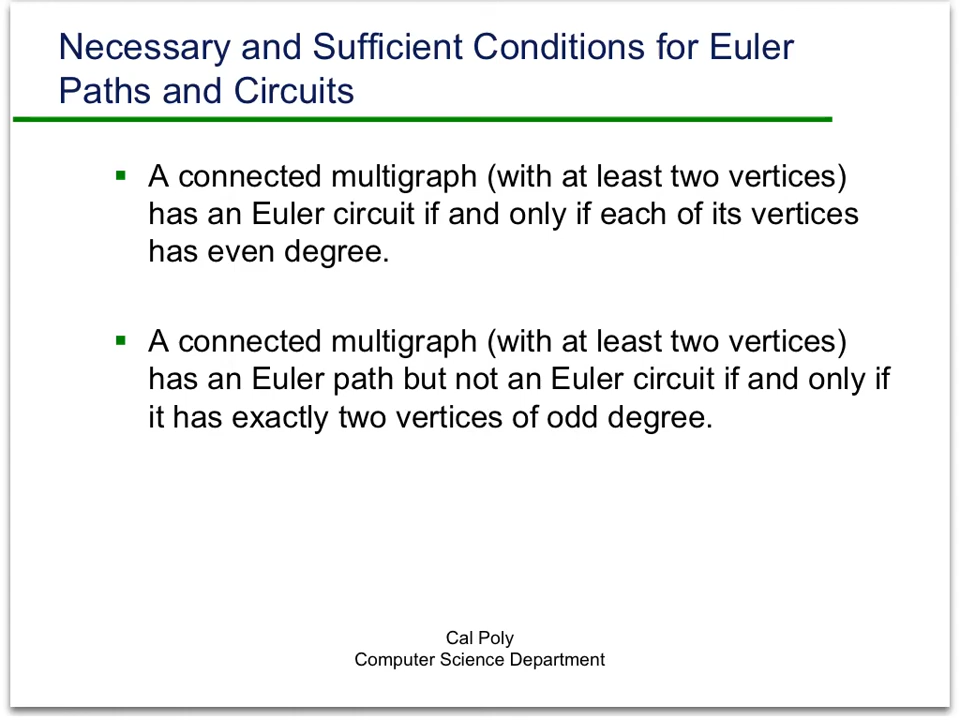 Necessary and Sufficient Conditions for Euler
Paths and Circuits
A connected multigraph (with at least two vertices)
has an Euler circuit if and only if each of its vertices
has even degree.
A connected multigraph (with at least two vertices)
has an Euler path but not an Euler circuit if and only if
it has exactly two vertices of odd degree.
Cal Poly
Computer Science Department